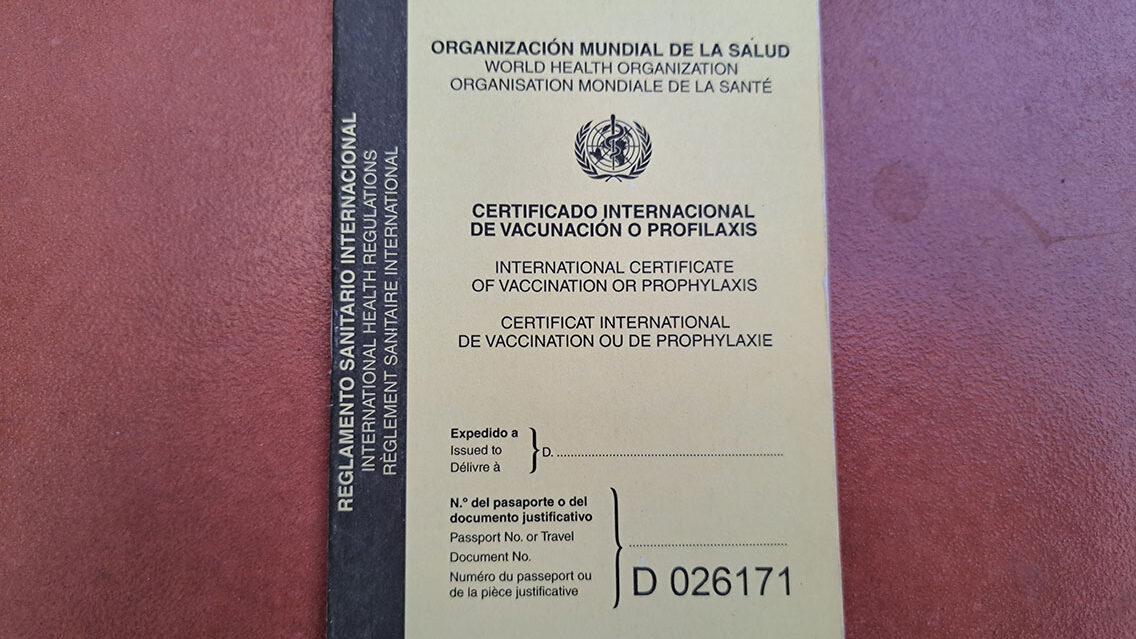 REGLAMENTO SANITARIO INTERNACIONAL
INTERNATIONAL HEALTH REGULATIONS
RÈGLEMENT SANITAIRE INTERNATIONAL
ORGANIZACIÓN MUNDIAL DE LA SALUD
WORLD HEALTH ORGANIZATION
ORGANISATION MONDIALE DE LA SANTÉ
CERTIFICADO INTERNACIONAL
DE VACUNACIÓN O PROFILAXIS
INTERNATIONAL CERTIFICATE
OF VACCINATION OR PROPHYLAXIS
CERTIFICAT INTERNATIONAL
DE VACCINATION OU DE PROPHYLAXIE
Expedido a
Issued to
Délivre à
D. ........................................
N.º del pasaporte o del
documento justificativo
Passport No. or Travel
Document No.
Numéro du passeport ou
de la pièce justificative
D 026171